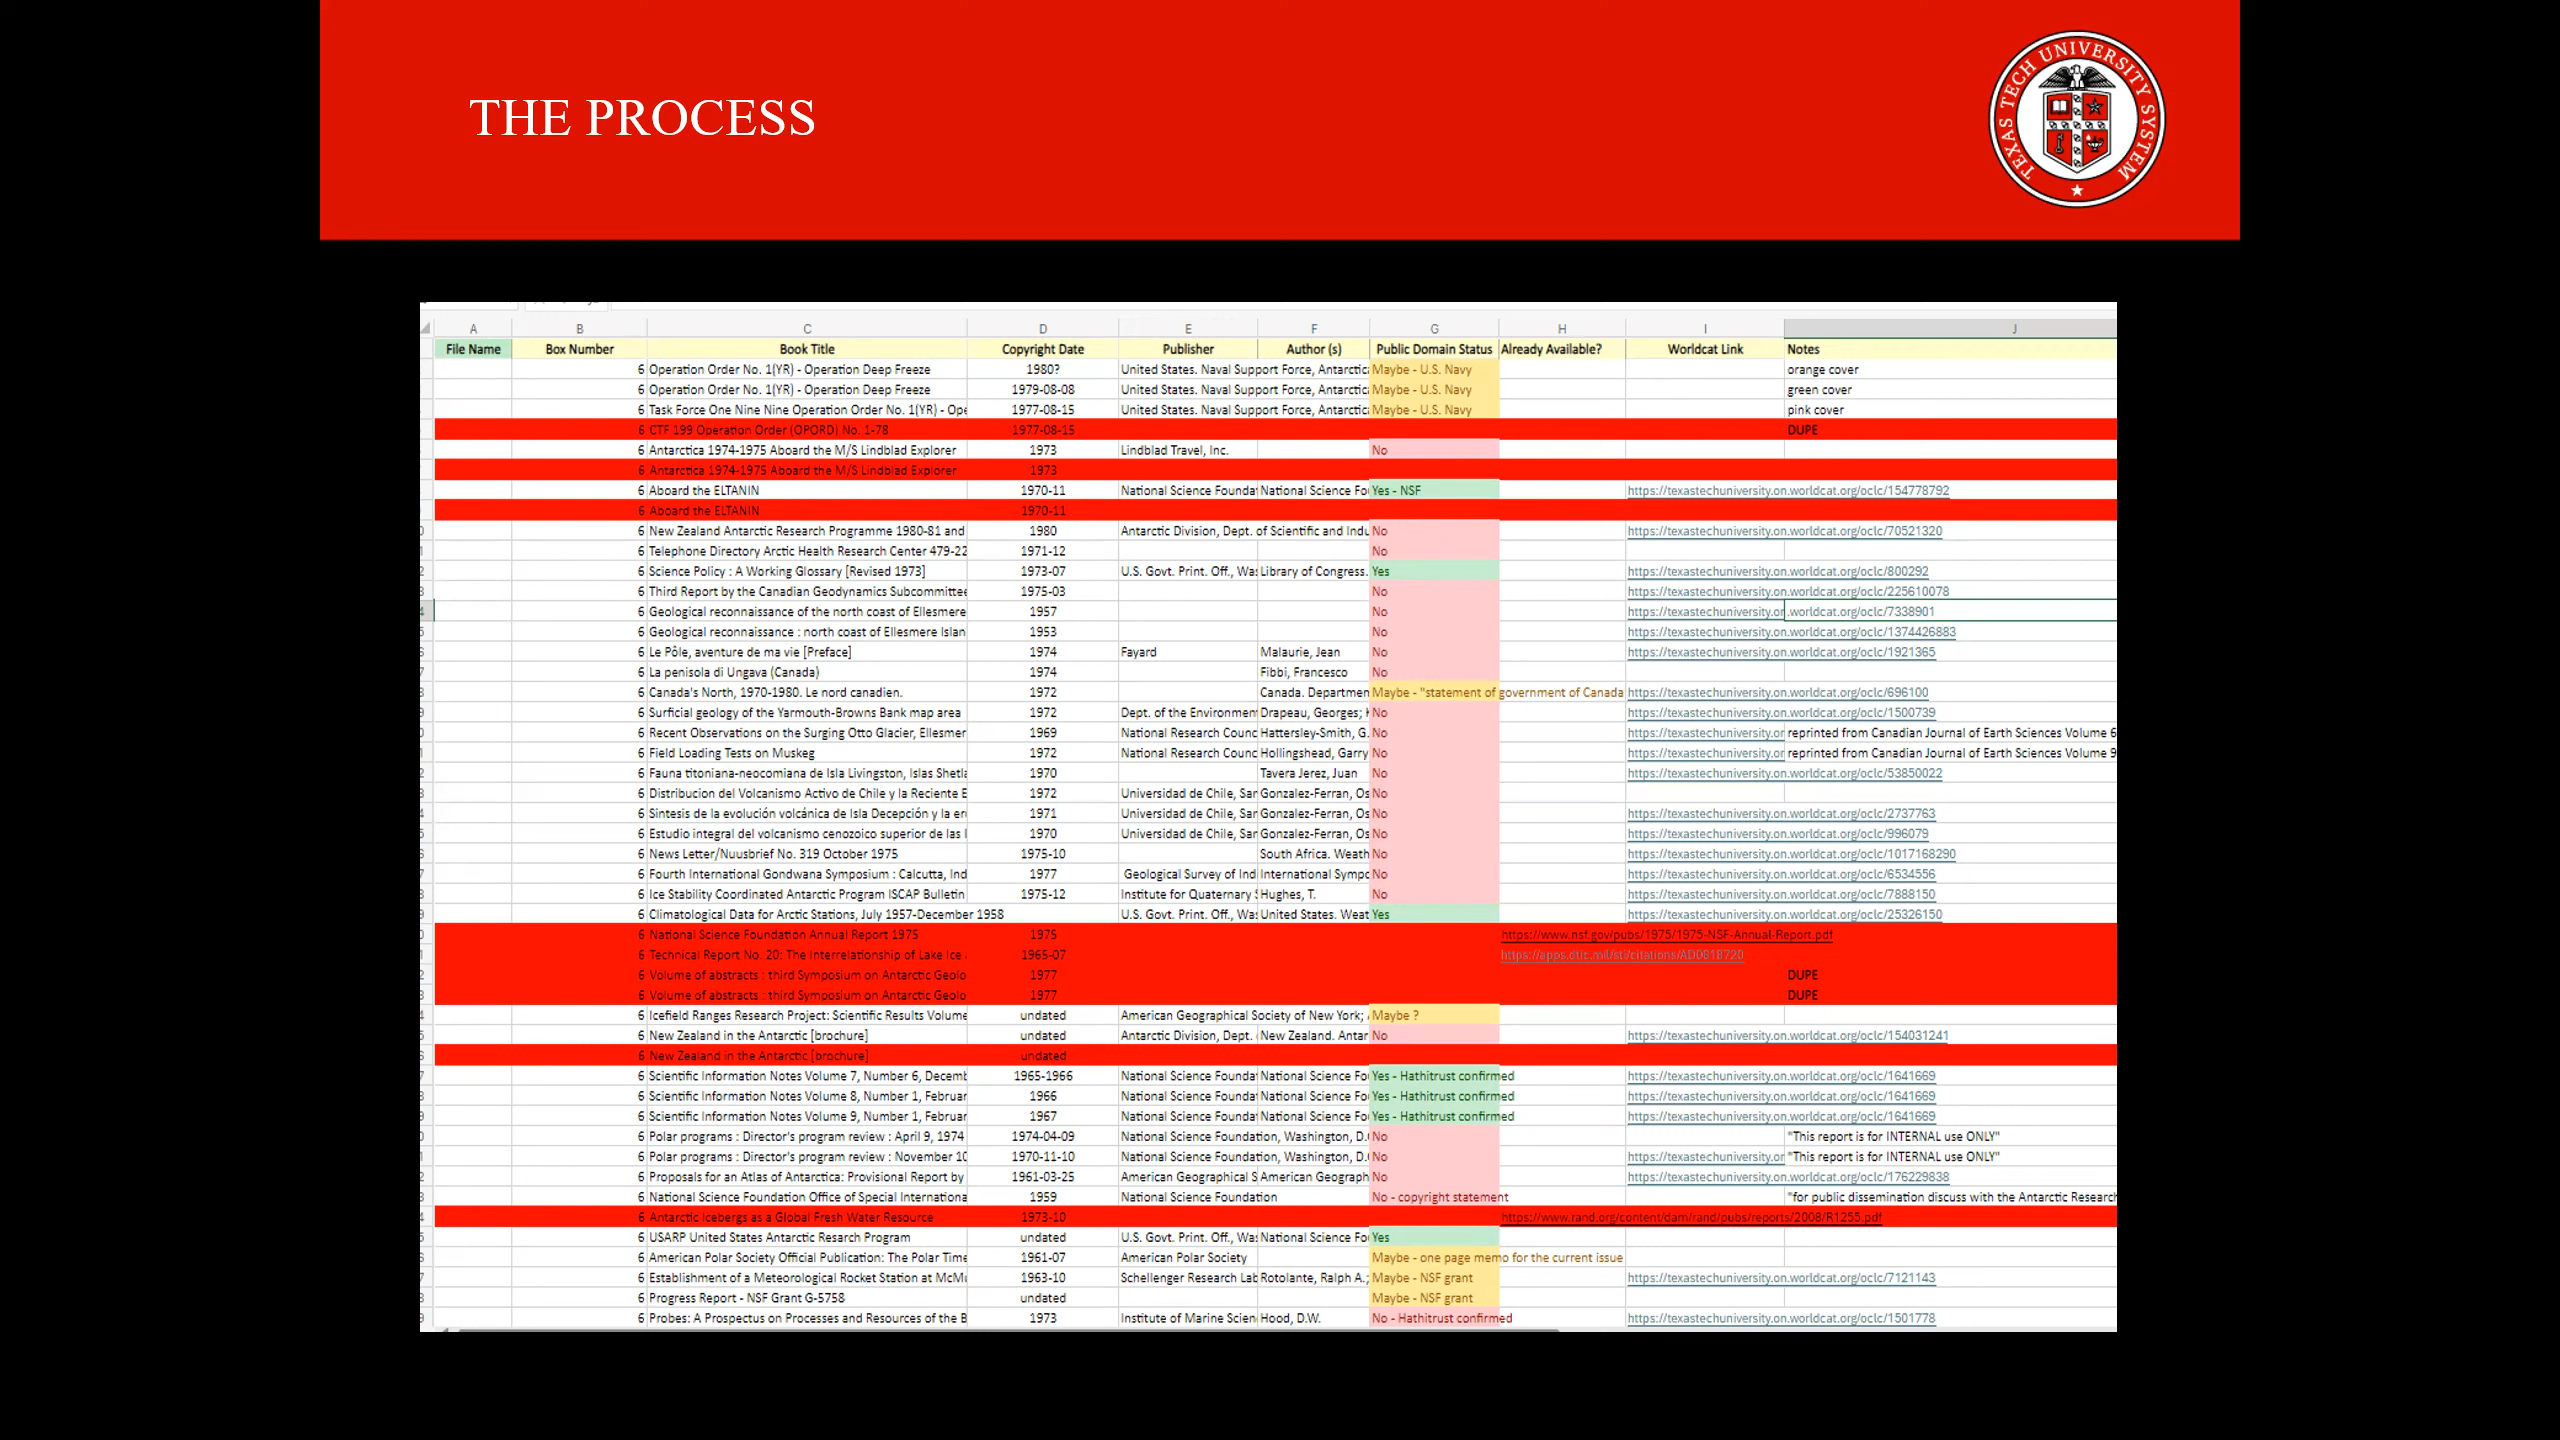 THE PROCESS
TEXAS TECH UNIVERSITY SYSTEM
A B C D E F G H I J
File Name Box Number Book Title Copyright Date Publisher Author (s) Public Domain Status Already Available? Worldcat Link Notes
6 Operation Order No. 1(YR) - Operation Deep Freeze 1980? United States. Naval Support Force, Antarctic Maybe - U.S. Navy orange cover
6 Operation Order No. 1(YR) - Operation Deep Freeze 1979-08-08 United States. Naval Support Force, Antarctic Maybe - U.S. Navy green cover
6 Task Force One Nine Nine Operation Order No. 1(YR) - Ope 1977-08-15 United States. Naval Support Force, Antarctic Maybe - U.S. Navy pink cover
6 CTF 199 Operation Order (OPORD) No. 1-78 1977-08-15 DUPE
6 Antarctica 1974-1975 Aboard the M/S Lindblad Explorer 1973 Lindblad Travel, Inc. No
6 Antarctica 1974-1975 Aboard the M/S Lindblad Explorer 1973
6 Aboard the ELTANIN 1970-11 National Science Founda National Science Fo Yes - NSF https://texastechuniversity.on.worldcat.org/oclc/154778792
6 Aboard the ELTANIN 1970-11
6 New Zealand Antarctic Research Programme 1980-81 and 1980 Antarctic Division, Dept. of Scientific and Indu No https://texastechuniversity.on.worldcat.org/oclc/70521320
6 Telephone Directory Arctic Health Research Center 479-22 1971-12 No
6 Science Policy : A Working Glossary [Revised 1973] 1973-07 U.S. Govt. Print. Off., Was Library of Congress. Yes https://texastechuniversity.on.worldcat.org/oclc/800292
6 Third Report by the Canadian Geodynamics Subcommittee 1975-03 No https://texastechuniversity.on.worldcat.org/oclc/225610078
6 Geological reconnaissance of the north coast of Ellesmere 1957 No https://texastechuniversity.on.worldcat.org/oclc/7338901
6 Geological reconnaissance : north coast of Ellesmere Islan 1953 No https://texastechuniversity.on.worldcat.org/oclc/1374426883
6 Le Pôle, aventure de ma vie [Preface] 1974 Fayard Malaurie, Jean No https://texastechuniversity.on.worldcat.org/oclc/1921365
6 La penisola di Ungava (Canada) 1974 Fibbi, Francesco No
6 Canada's North, 1970-1980. Le nord canadien. 1972 Canada. Departmen Maybe - "statement of government of Canada https://texastechuniversity.on.worldcat.org/oclc/696100
6 Surficial geology of the Yarmouth-Browns Bank map area 1972 Dept. of the Environment Drapeau, Georges; No https://texastechuniversity.on.worldcat.org/oclc/1500739
6 Recent Observations on the Surging Otto Glacier, Ellesmer 1969 National Research Counc Hattersley-Smith, G. No https://texastechuniversity.or reprinted from Canadian Journal of Earth Sciences Volume 6
6 Field Loading Tests on Muskeg 1972 National Research Counc Hollingshead, Garry No https://texastechuniversity.or reprinted from Canadian Journal of Earth Sciences Volume 9
6 Fauna titoniana-neocomiana de Isla Livingston, Islas Shetla 1970 Tavera Jerez, Juan No https://texastechuniversity.on.worldcat.org/oclc/53850022
6 Distribucion del Volcanismo Activo de Chile y la Reciente E 1972 Universidad de Chile, San Gonzalez-Ferran, Os No
6 Sintesis de la evolución volcánica de Isla Decepción y la er 1971 Universidad de Chile, San Gonzalez-Ferran, Os No https://texastechuniversity.on.worldcat.org/oclc/2737763
6 Estudio integral del volcanismo cenozoico superior de las I 1970 Universidad de Chile, San Gonzalez-Ferran, Os No https://texastechuniversity.on.worldcat.org/oclc/996079
6 News Letter/Nuusbrief No. 319 October 1975 1975-10 South Africa. Weath No https://texastechuniversity.on.worldcat.org/oclc/1017168290
6 Fourth International Gondwana Symposium : Calcutta, Ind 1977 Geological Survey of Ind International Sympo No https://texastechuniversity.on.worldcat.org/oclc/6534556
6 Ice Stability Coordinated Antarctic Program ISCAP Bulletin 1975-12 Institute for Quaternary S Hughes, T. No https://texastechuniversity.on.worldcat.org/oclc/7888150
6 Climatological Data for Arctic Stations, July 1957-December 1958 U.S. Govt. Print. Off., Was United States. Weat Yes https://texastechuniversity.on.worldcat.org/oclc/25326150
6 National Science Foundation Annual Report 1975 1975 https://www.nsf.gov/pubs/1975/1975-NSF-Annual-Report.pdf
6 Technical Report No. 20: The Interrelationship of Lake Ice 1965-07 https://apps.dtic.mil/sti/citations/AD0618720
6 Volume of abstracts : third Symposium on Antarctic Geolo 1977 DUPE
6 Volume of abstracts : third Symposium on Antarctic Geolo 1977 DUPE
6 Icefield Ranges Research Project: Scientific Results Volume undated American Geographical Society of New York; Maybe ?
6 New Zealand in the Antarctic [brochure] undated Antarctic Division, Dept. New Zealand. Antar No https://texastechuniversity.on.worldcat.org/oclc/154031241
6 New Zealand in the Antarctic [brochure] undated
6 Scientific Information Notes Volume 7, Number 6, Decemb 1965-1966 National Science Founda National Science Fo Yes - Hathitrust confirmed https://texastechuniversity.on.worldcat.org/oclc/1641669
6 Scientific Information Notes Volume 8, Number 1, Februar 1966 National Science Founda National Science Fo Yes - Hathitrust confirmed https://texastechuniversity.on.worldcat.org/oclc/1641669
6 Scientific Information Notes Volume 9, Number 1, Februar 1967 National Science Founda National Science Fo Yes - Hathitrust confirmed https://texastechuniversity.on.worldcat.org/oclc/1641669
6 Polar programs : Director's program review : April 9, 1974 1974-04-09 National Science Foundation, Washington, D. No "This report is for INTERNAL use ONLY"
6 Polar programs : Director's program review : November 10 1970-11-10 National Science Foundation, Washington, D. No https://texastechuniversity.or "This report is for INTERNAL use ONLY"
6 Proposals for an Atlas of Antarctica: Provisional Report by 1961-03-25 American Geographical S American Geograph No https://texastechuniversity.on.worldcat.org/oclc/176229838
6 National Science Foundation Office of Special Internationa 1959 National Science Foundation No - copyright statement "for public dissemination discuss with the Antarctic Research
6 Antarctic Icebergs as a Global Fresh Water Resource 1973-10 https://www.rand.org/content/dam/rand/pubs/reports/2008/R1255.pdf
6 USARP United States Antarctic Resarch Program undated U.S. Govt. Print. Off., Was National Science Fo Yes
6 American Polar Society Official Publication: The Polar Time 1961-07 American Polar Society Maybe - one page memo for the current issue
6 Establishment of a Meteorological Rocket Station at McMu 1963-10 Schellenger Research Lab Rotolante, Ralph A.; Maybe - NSF grant https://texastechuniversity.on.worldcat.org/oclc/7121143
6 Progress Report - NSF Grant G-5758 undated Maybe - NSF grant
6 Probes: A Prospectus on Processes and Resources of the B 1973 Institute of Marine Scien Hood, D.W. No - Hathitrust confirmed https://texastechuniversity.on.worldcat.org/oclc/1501778